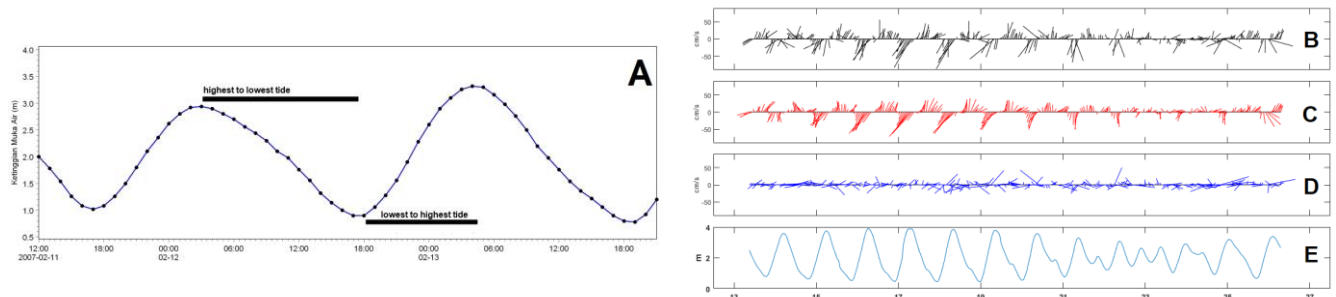 4.0
3.5
3.0
2.5
2.0
1.5
1.0
0.5
Ketinggian Muka Air (m)
A
highest to lowest tide
lowest to highest tide
12:00 18:00 00:00 06:00 12:00 18:00 00:00 06:00 12:00 18:00
2007-02-11 02-12 02-13
50
0
-50
cm/s
B
50
0
-50
cm/s
C
50
0
-50
cm/s
D
4
2
0
m
E
13 15 17 19 21 23 25 27